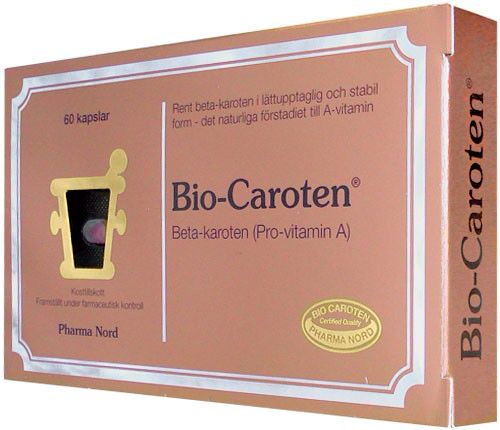 60 kapslar
Kosttillskott
Framställt under farmaceutisk kontroll
Pharma Nord
Rent beta-karoten i lättupptaglig och stabil
form - det naturliga förstadiet till A-vitamin
Bio-Caroten®
Beta-karoten (Pro-vitamin A)
BIO CAROTEN
Certified Quality
PHARMA NORD
Bio-Caroten®